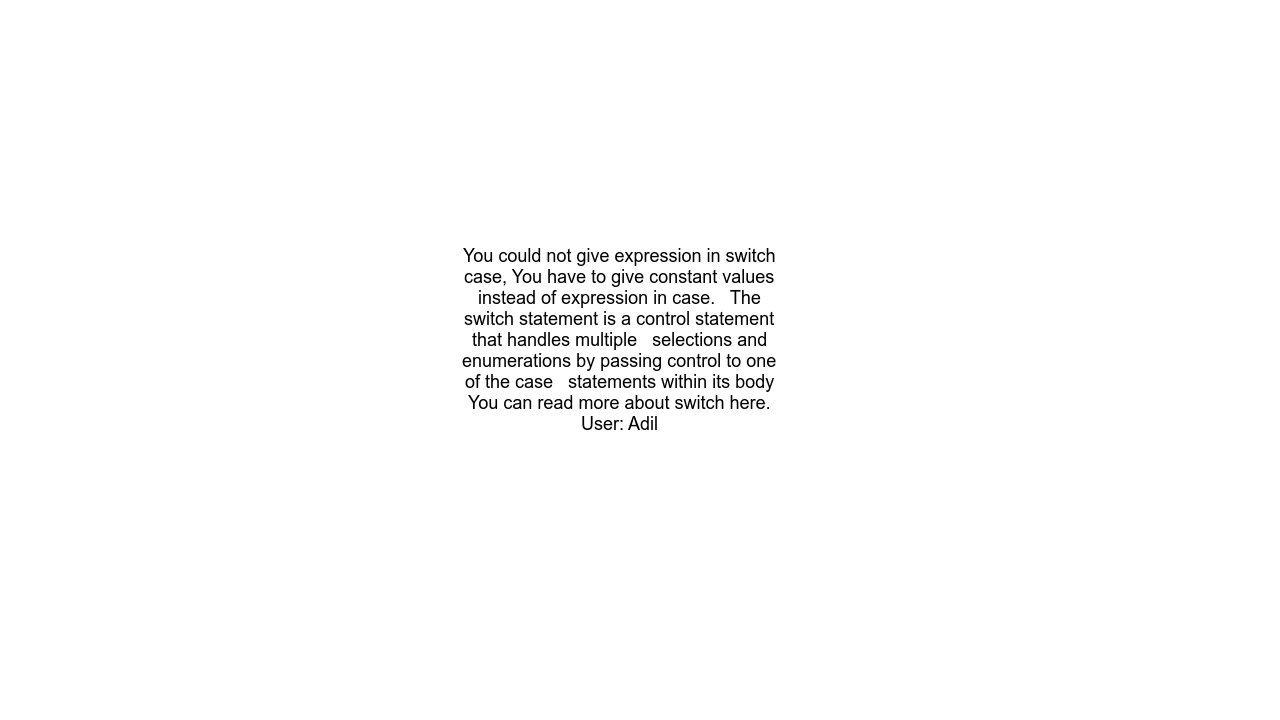 You could not give expression in switch
case, You have to give constant values
instead of expression in case.   The
switch statement is a control statement
that handles multiple   selections and
enumerations by passing control to one
of the case   statements within its body
You can read more about switch here.
User: Adil